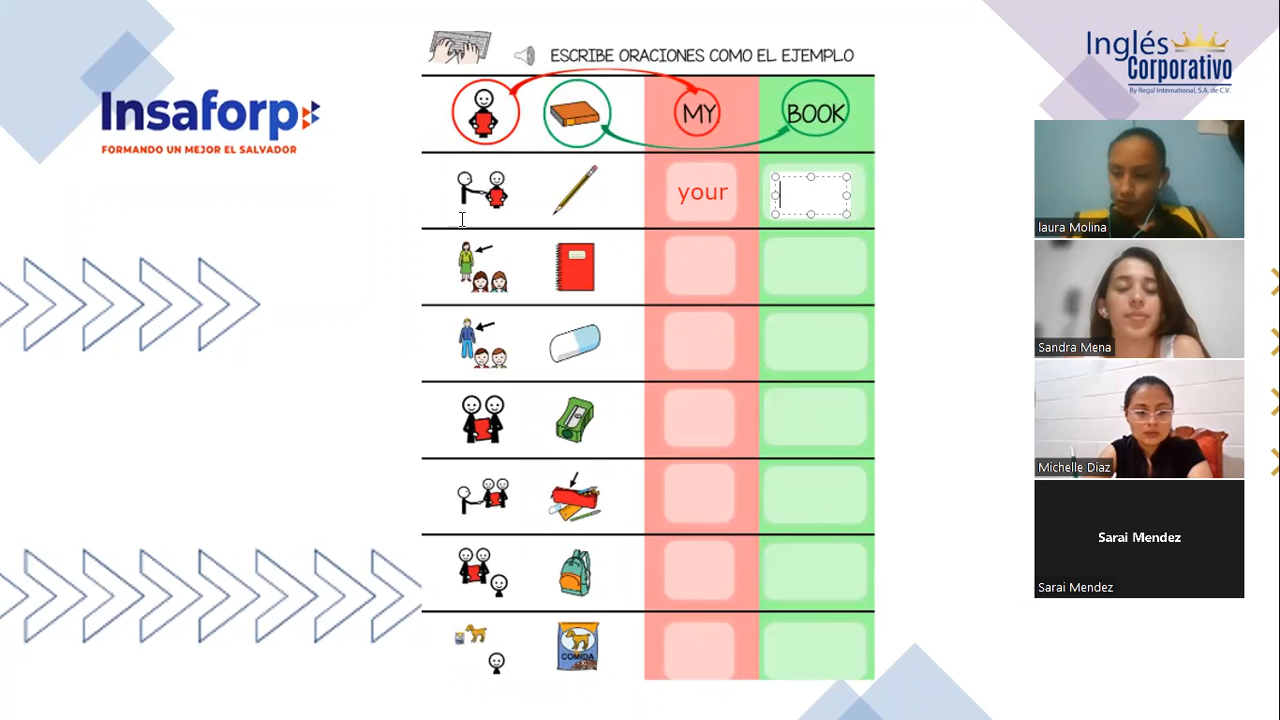 Insaforp
FORMANDO UN MEJOR EL SALVADOR
ESCRIBE ORACIONES COMO EL EJEMPLO
MY BOOK
your
COMIDA
Inglés
Corporativo
By Regal International, S.A. de C.V.
laura Molina
Sandra Mena
Michelle Diaz
Sarai Mendez
Sarai Mendez